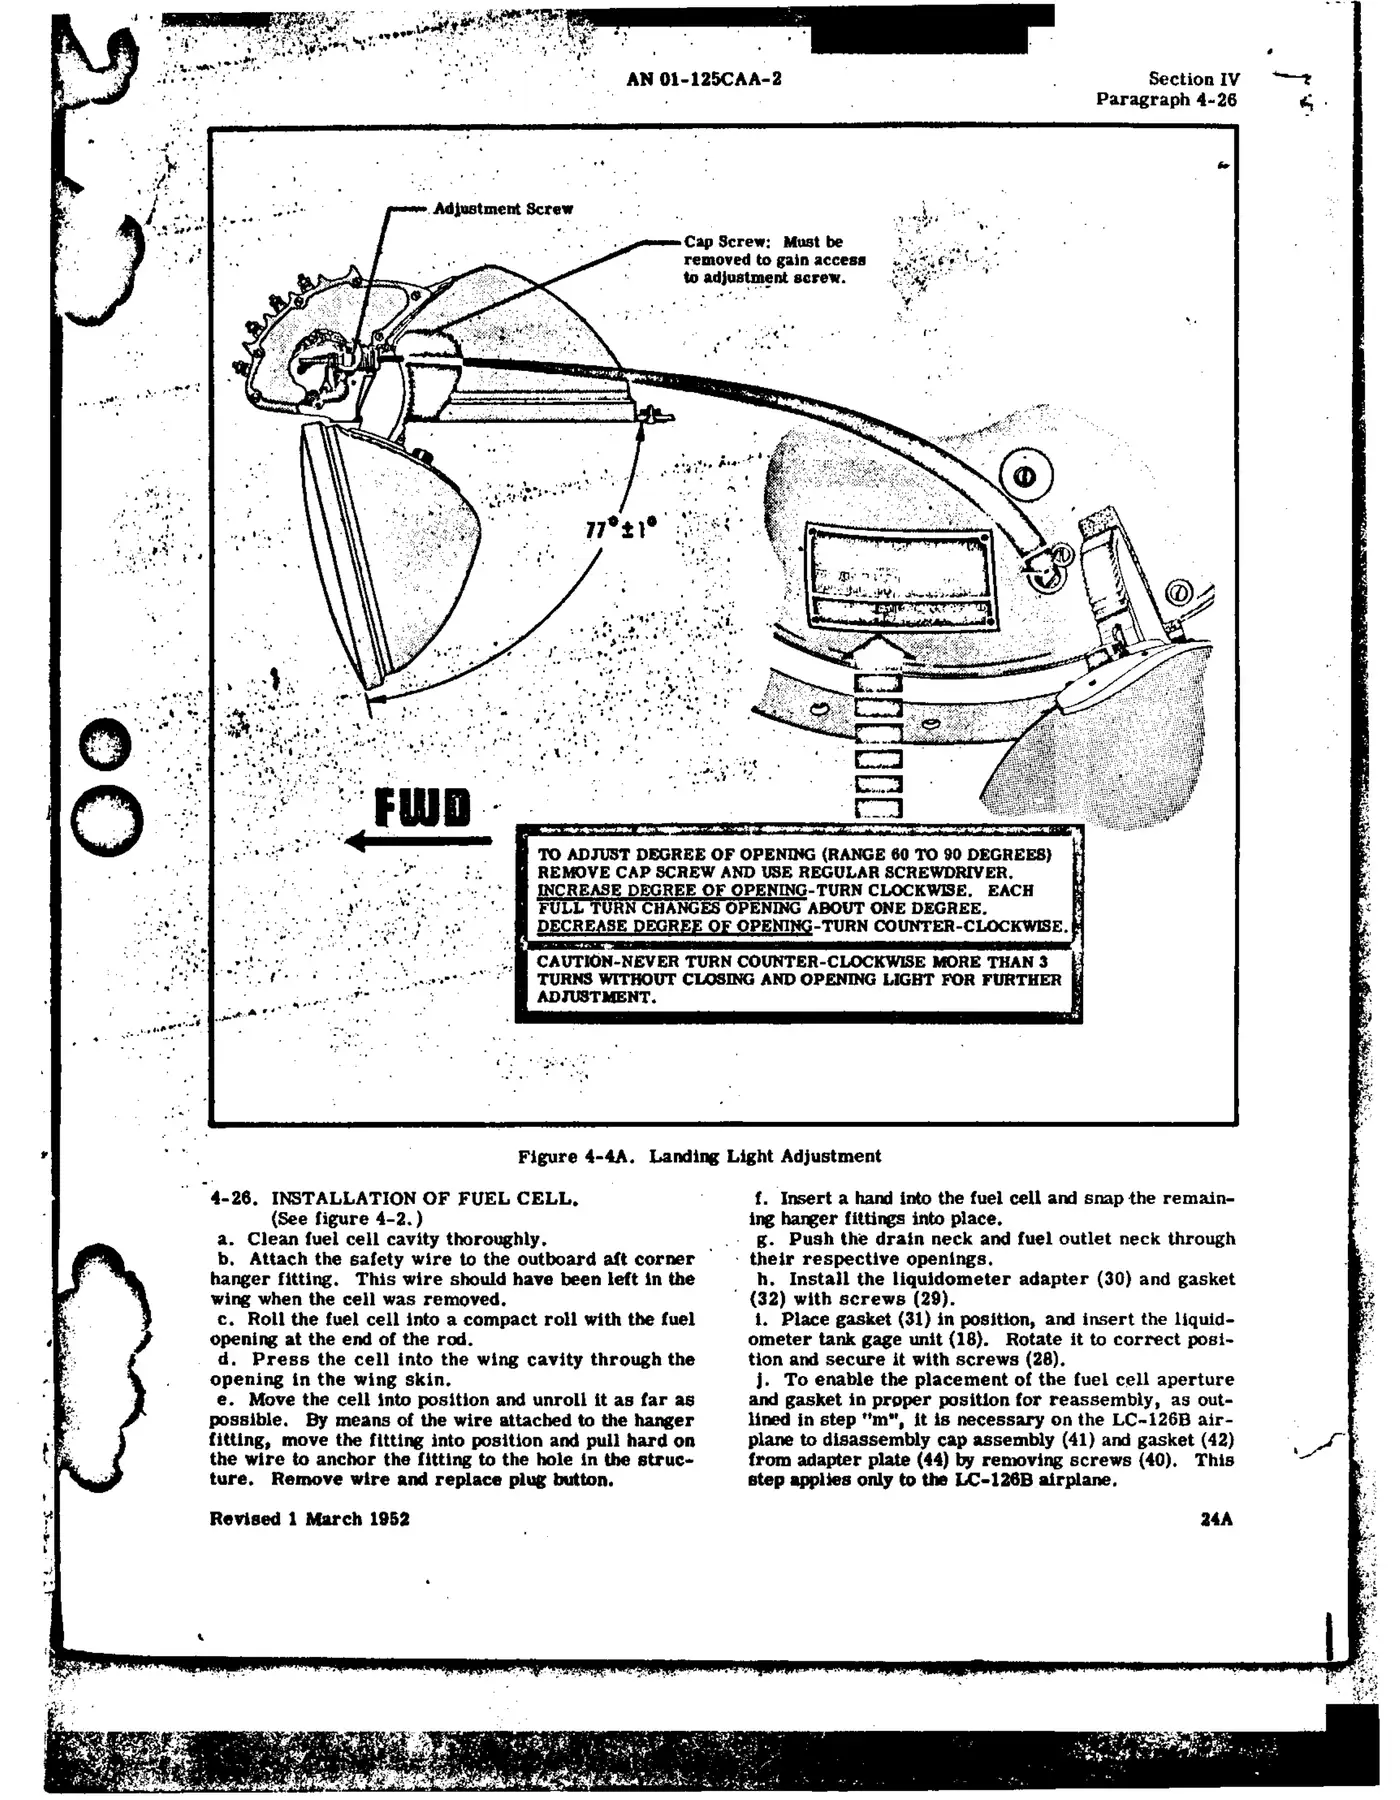 AN 01-125CAA-2
Section IV
Paragraph 4-26
Adjustment Screw
Cap Screw: Must be
removed to gain access
to adjustment screw.
77°±1°
FWD
TO ADJUST DEGREE OF OPENING (RANGE 60 TO 90 DEGREES)
REMOVE CAP SCREW AND USE REGULAR SCREWDRIVER.
INCREASE DEGREE OF OPENING-TURN CLOCKWISE. EACH
FULL TURN CHANGES OPENING ABOUT ONE DEGREE.
DECREASE DEGREE OF OPENING-TURN COUNTER-CLOCKWISE.
CAUTION-NEVER TURN COUNTER-CLOCKWISE MORE THAN 3
TURNS WITHOUT CLOSING AND OPENING LIGHT FOR FURTHER
ADJUSTMENT.
Figure 4-4A. Landing Light Adjustment
4-26. INSTALLATION OF FUEL CELL.
(See figure 4-2.)
a. Clean fuel cell cavity thoroughly.
b. Attach the safety wire to the outboard aft corner
hanger fitting. This wire should have been left in the
wing when the cell was removed.
c. Roll the fuel cell into a compact roll with the fuel
opening at the end of the rod.
d. Press the cell into the wing cavity through the
opening in the wing skin.
e. Move the cell into position and unroll it as far as
possible. By means of the wire attached to the hanger
fitting, move the fitting into position and pull hard on
the wire to anchor the fitting to the hole in the struc-
ture. Remove wire and replace plug button.
f. Insert a hand into the fuel cell and snap the remain-
ing hanger fittings into place.
g. Push the drain neck and fuel outlet neck through
their respective openings.
h. Install the liquidometer adapter (30) and gasket
(32) with screws (29).
i. Place gasket (31) in position, and insert the liquid-
ometer tank gage unit (18). Rotate it to correct posi-
tion and secure it with screws (28).
j. To enable the placement of the fuel cell aperture
and gasket in proper position for reassembly, as out-
lined in step "m", it is necessary on the LC-126B air-
plane to disassembly cap assembly (41) and gasket (42)
from adapter plate (44) by removing screws (40). This
step applies only to the LC-126B airplane.
Revised 1 March 1952
24A